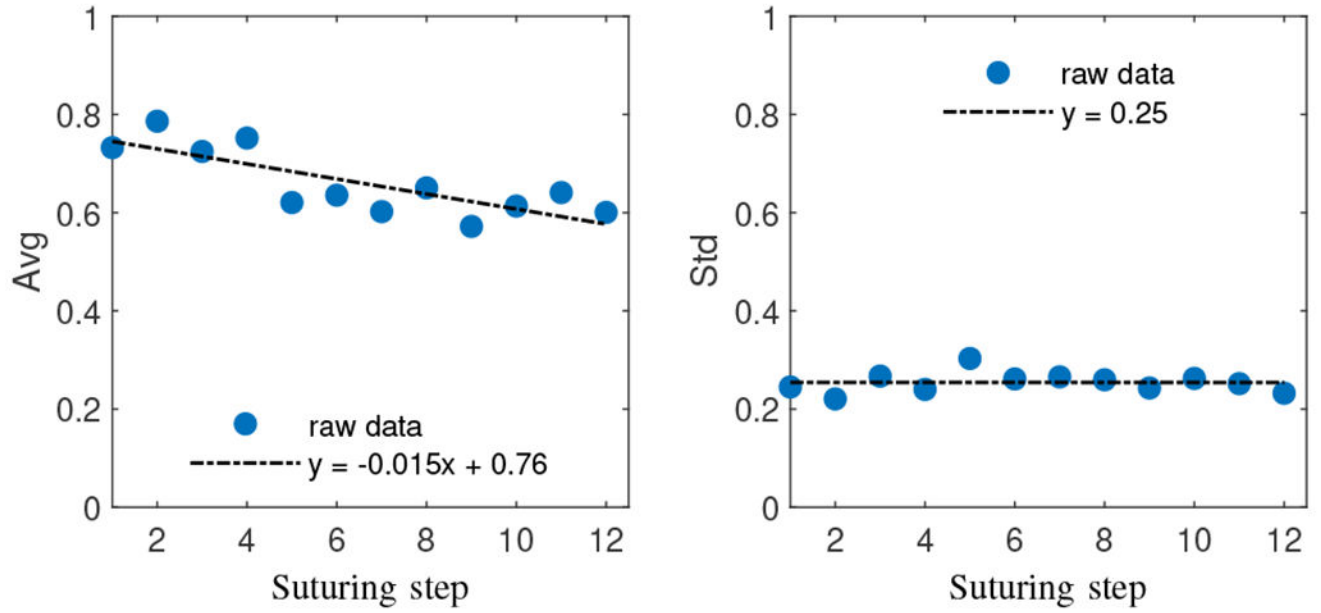 1
0.8
0.6
0.4
0.2
0
Avg
raw data
y = -0.015x + 0.76
2 4 6 8 10 12
Suturing step
1
0.8
0.6
0.4
0.2
0
Std
raw data
y = 0.25
2 4 6 8 10 12
Suturing step